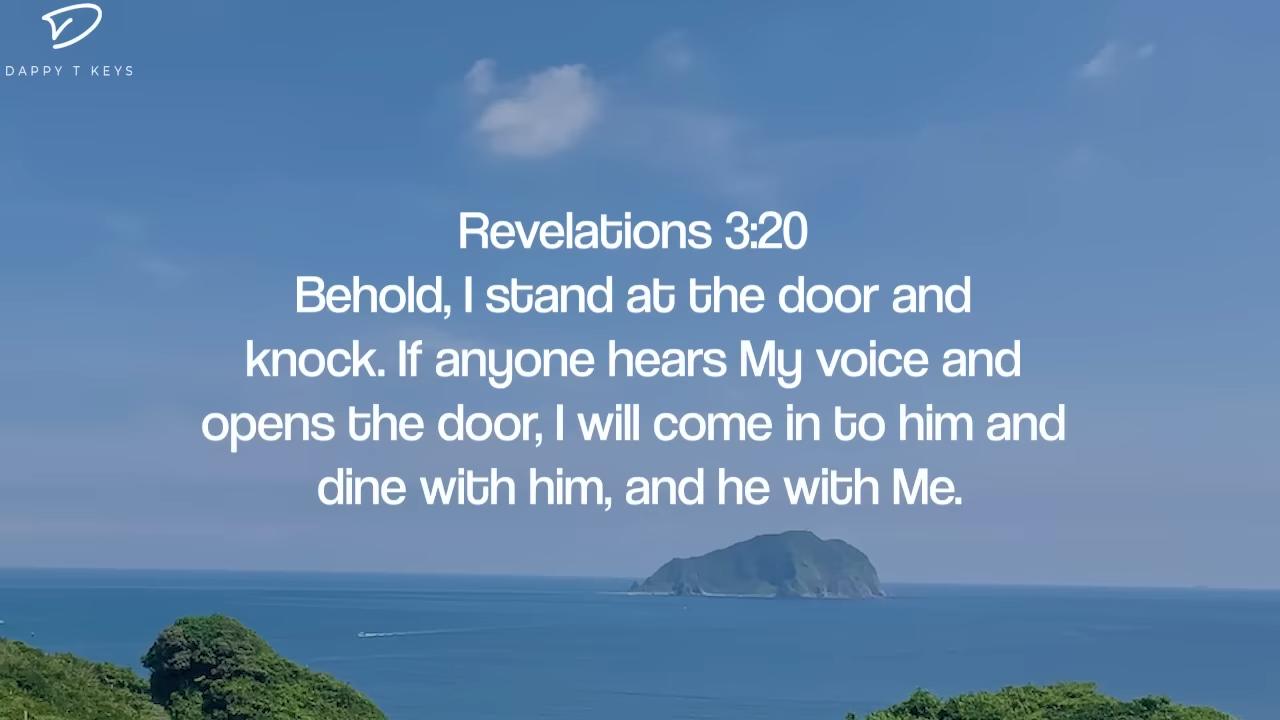 DAPPY T KEYS
Revelations 3:20
Behold, I stand at the door and
knock. If anyone hears My voice and
opens the door, I will come in to him and
dine with him, and he with Me.